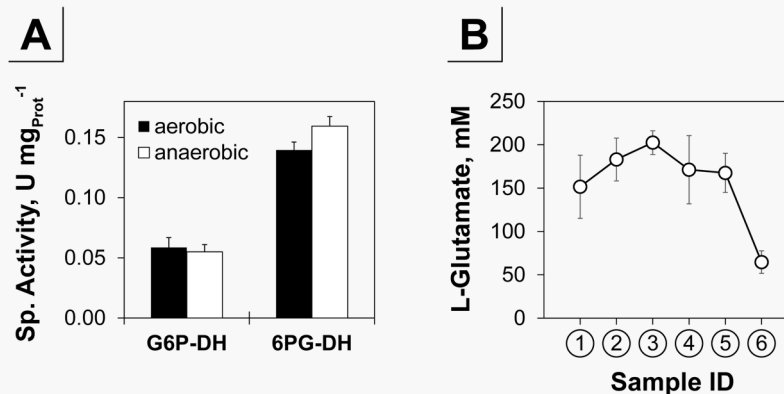 A
Sp. Activity, U mg_Prot^-1
0.15
0.10
0.05
0.00
aerobic
anaerobic
G6P-DH
6PG-DH
B
L-Glutamate, mM
250
200
150
100
50
0
1 2 3 4 5 6
Sample ID